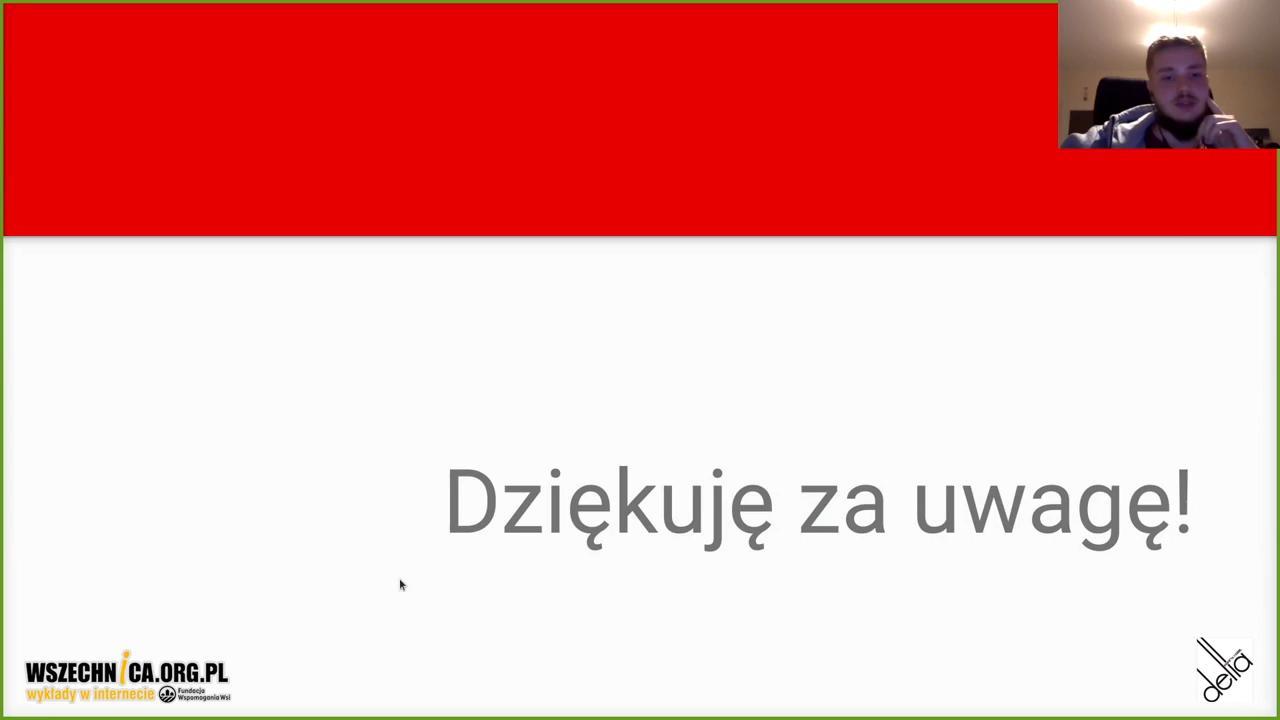 Dziękuję za uwagę!
WSZECHNiCA.ORG.PL
wykłady w internecie
Fundacja
Wspomagania Wsi
delta